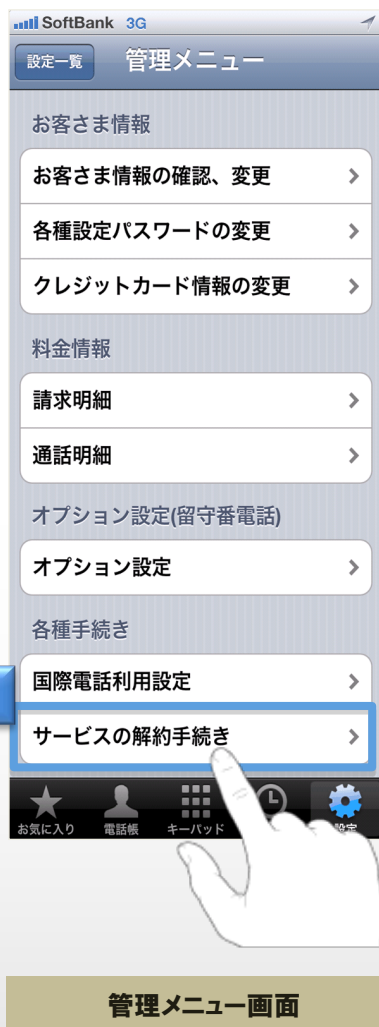 SoftBank 3G
設定一覧 管理メニュー
お客さま情報
お客さま情報の確認、変更
各種設定パスワードの変更
クレジットカード情報の変更
料金情報
請求明細
通話明細
オプション設定(留守番電話)
オプション設定
各種手続き
国際電話利用設定
サービスの解約手続き
お気に入り 電話帳 キーパッド 設定
管理メニュー画面